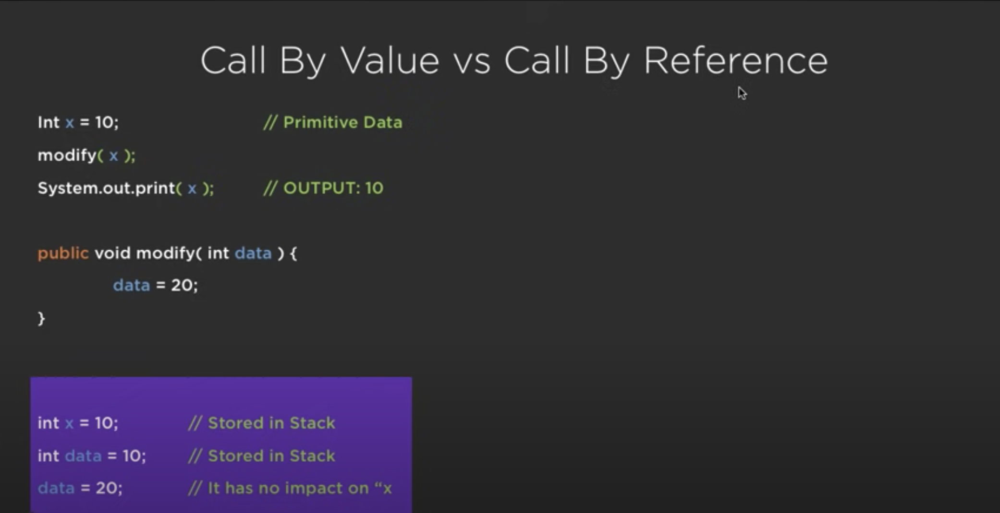 Call By Value vs Call By Reference
Int x = 10; // Primitive Data
modify( x );
System.out.print( x ); // OUTPUT: 10
public void modify( int data ) {
data = 20;
}
int x = 10; // Stored in Stack
int data = 10; // Stored in Stack
data = 20; // It has no impact on “x